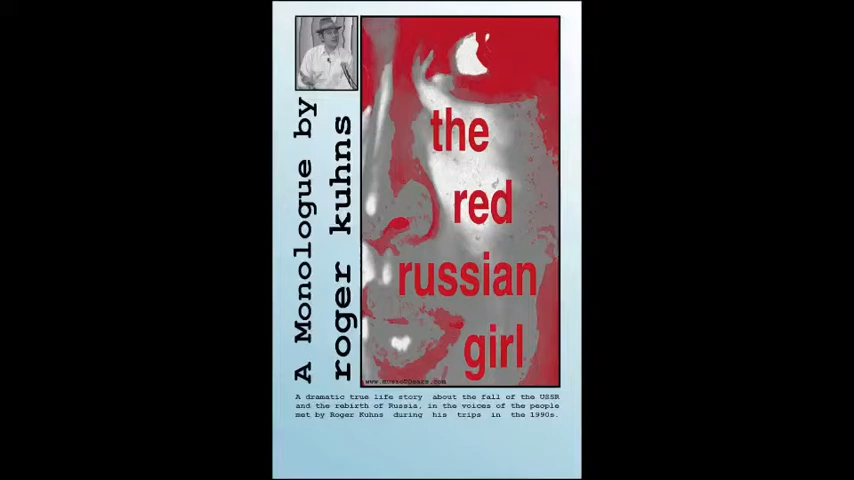 A Monologue by
roger kuhns
the
red
russian
girl
A dramatic true life story about the fall of the USSR
and the rebirth of Russia, in the voices of the people
met by Roger Kuhns during his trips in the 1990s.